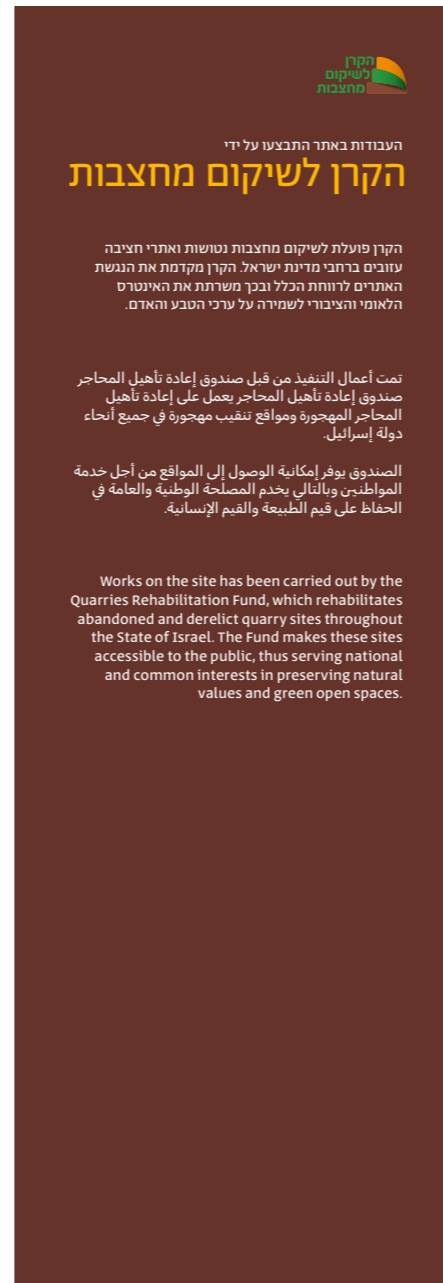 הקרן
לשיקום
מחצבות
העבודות באתר התבצעו על ידי
הקרן לשיקום מחצבות
הקרן פועלת לשיקום מחצבות נטושות ואתרי חציבה
עזובים ברחבי מדינת ישראל. הקרן מקדמת את הנגשת
האתרים לרווחת הכלל ובכך משרתת את האינטרס
הלאומי והציבורי לשמירה על ערכי הטבע והאדם.
تمت أعمال التنفيذ من قبل صندوق إعادة تأهيل المحاجر
صندوق إعادة تأهيل المحاجر يعمل على إعادة تأهيل
المحاجر المهجورة ومواقع تنقيب مهجورة في جميع أنحاء
دولة إسرائيل.
الصندوق يوفر إمكانية الوصول إلى المواقع من أجل خدمة
المواطنين وبالتالي يخدم المصلحة الوطنية والعامة في
الحفاظ على قيم الطبيعة والقيم الإنسانية.
Works on the site has been carried out by the
Quarries Rehabilitation Fund, which rehabilitates
abandoned and derelict quarry sites throughout
the State of Israel. The Fund makes these sites
accessible to the public, thus serving national
and common interests in preserving natural
values and green open spaces.